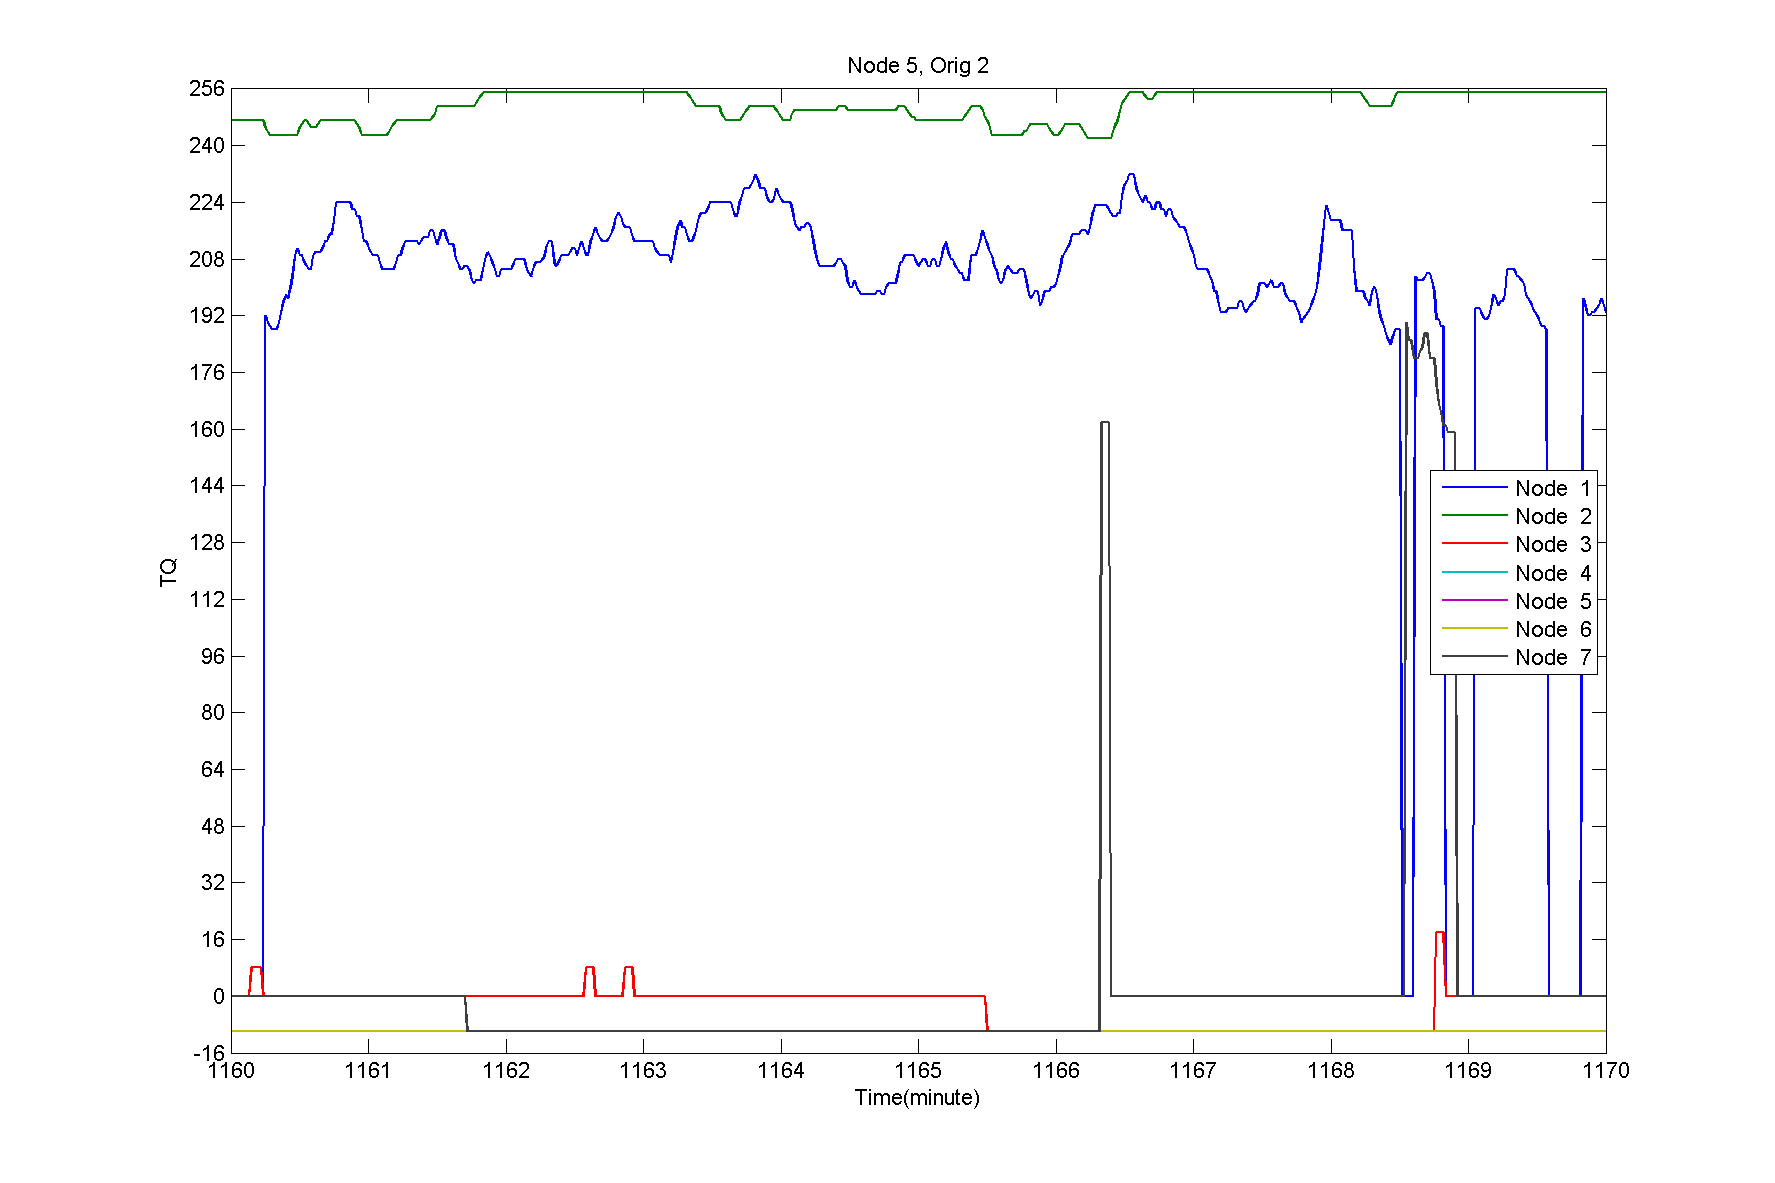 Node 5, Orig 2
256
240
224
208
192
176
160
144
128
112
96
80
64
48
32
16
0
-16
TQ
Node 1
Node 2
Node 3
Node 4
Node 5
Node 6
Node 7
1160 1161 1162 1163 1164 1165 1166 1167 1168 1169 1170
Time(minute)